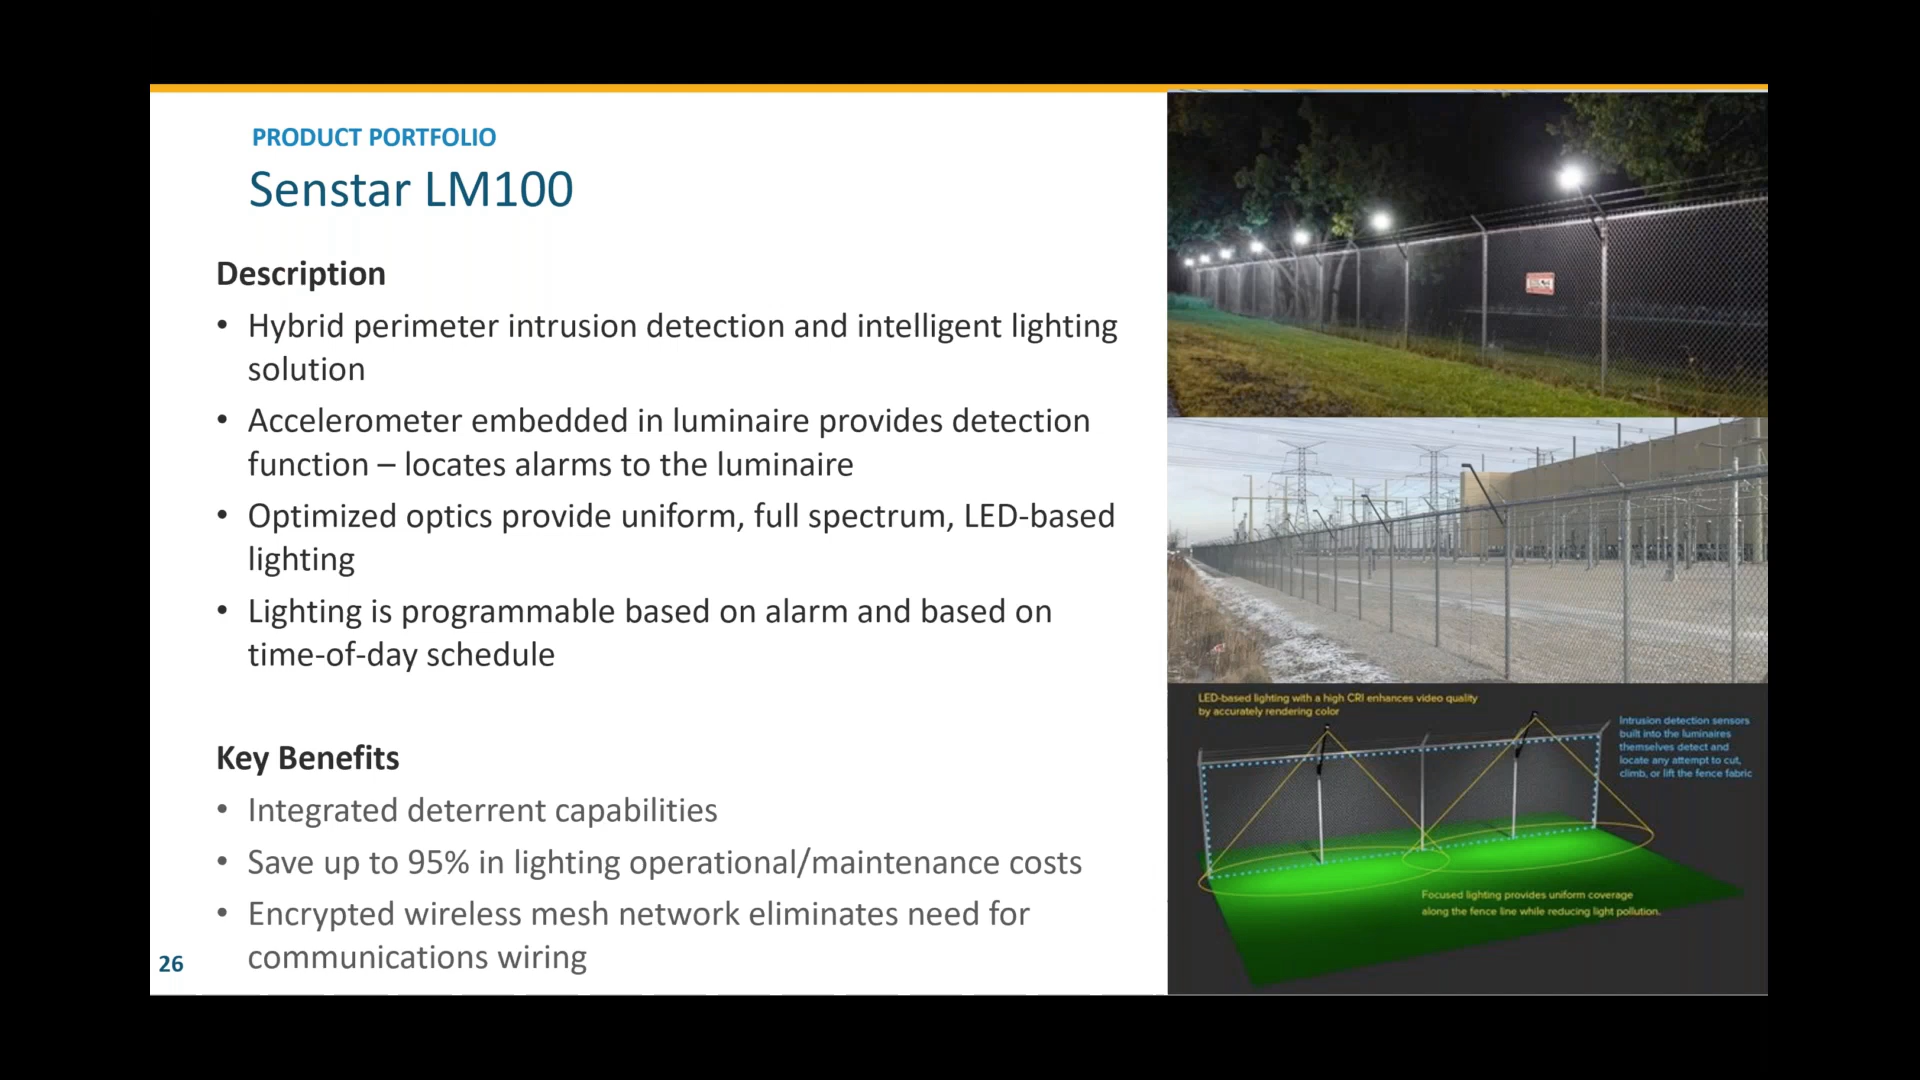 PRODUCT PORTFOLIO
Senstar LM100
Description
• Hybrid perimeter intrusion detection and intelligent lighting
solution
• Accelerometer embedded in luminaire provides detection
function – locates alarms to the luminaire
• Optimized optics provide uniform, full spectrum, LED-based
lighting
• Lighting is programmable based on alarm and based on
time-of-day schedule
Key Benefits
• Integrated deterrent capabilities
• Save up to 95% in lighting operational/maintenance costs
• Encrypted wireless mesh network eliminates need for
communications wiring
26
LED-based lighting with a high CRI enhances video quality
by accurately rendering color
Intrusion detection sensors
built into the luminaires
themselves detect and
locate any attempt to cut,
climb, or lift the fence fabric
Focused lighting provides uniform coverage
along the fence line while reducing light pollution.